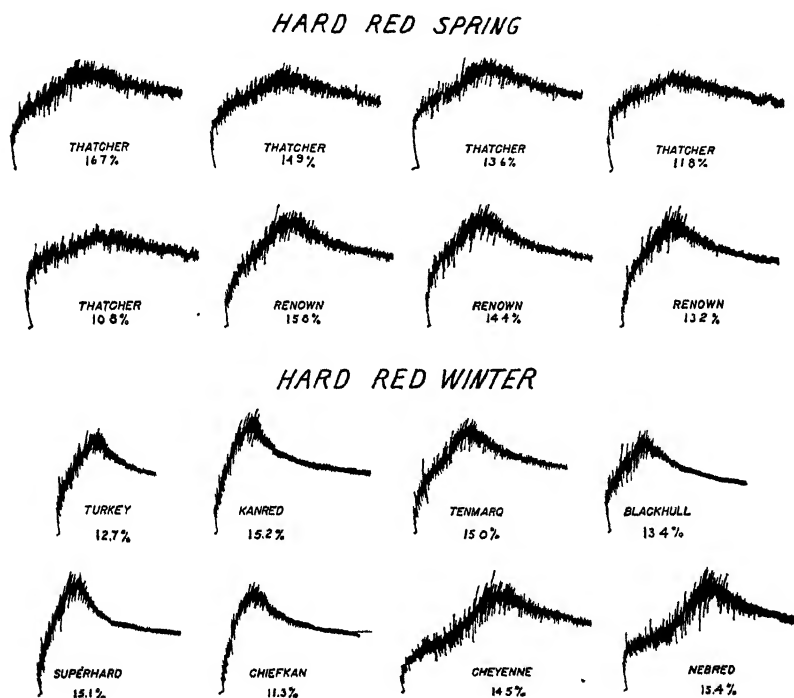 HARD RED SPRING
THATCHER
16.7%
THATCHER
14.9%
THATCHER
13.6%
THATCHER
11.8%
THATCHER
10.8%
RENOWN
15.8%
RENOWN
14.4%
RENOWN
13.2%
HARD RED WINTER
TURKEY
12.7%
KANRED
15.2%
TENMARQ
15.0%
BLACKHULL
13.4%
SUPERHARD
15.1%
CHIEFKAN
11.3%
CHEYENNE
14.5%
NEBRED
15.4%